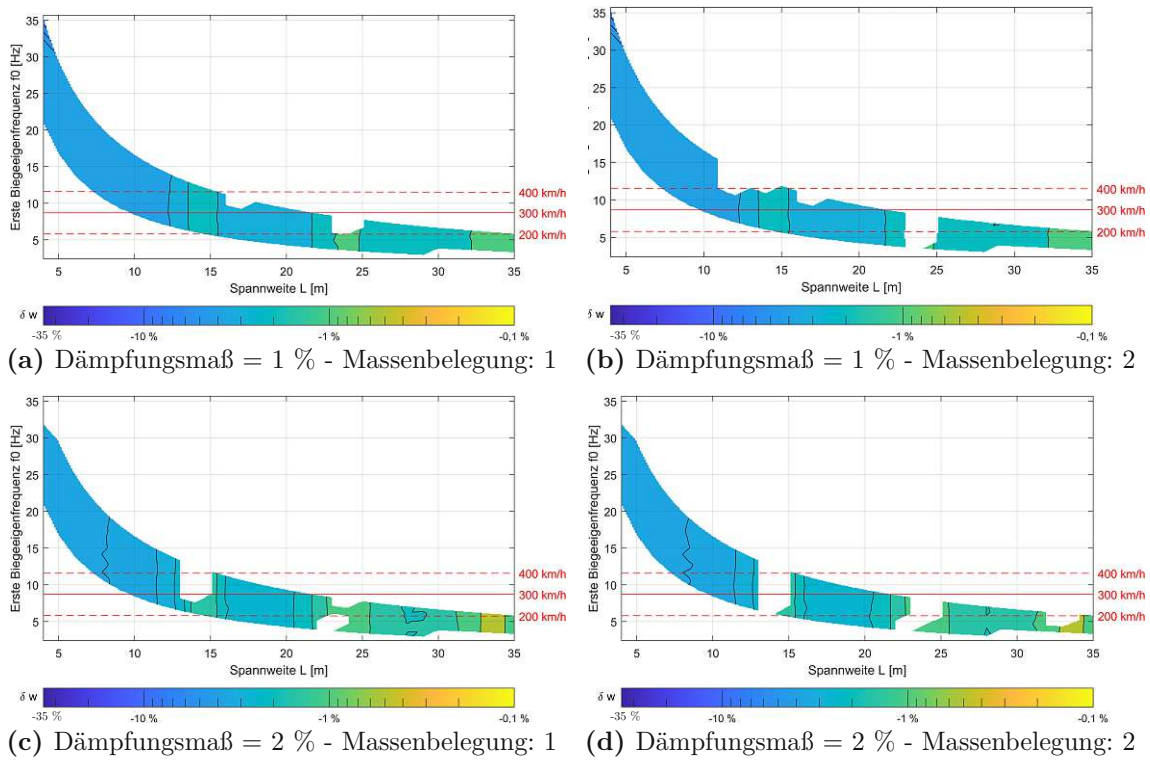 Erste Biegeeigenfrequenz f0 [Hz]
35
30
25
20
15
10
5
400 km/h
300 km/h
200 km/h
5 10 15 20 25 30 35
Spannweite L [m]
δ w
-35 % -10 % -1 % -0,1 %
(a) Dämpfungsmaß = 1 % - Massenbelegung: 1
35
30
25
20
15
10
5
400 km/h
300 km/h
200 km/h
5 10 15 20 25 30 35
Spannweite L [m]
δ w
-35 % -10 % -1 % -0,1 %
(b) Dämpfungsmaß = 1 % - Massenbelegung: 2
Erste Biegeeigenfrequenz f0 [Hz]
35
30
25
20
15
10
5
400 km/h
300 km/h
200 km/h
5 10 15 20 25 30 35
Spannweite L [m]
δ w
-35 % -10 % -1 % -0,1 %
(c) Dämpfungsmaß = 2 % - Massenbelegung: 1
Erste Biegeeigenfrequenz f0 [Hz]
35
30
25
20
15
10
5
400 km/h
300 km/h
200 km/h
5 10 15 20 25 30 35
Spannweite L [m]
δ w
-35 % -10 % -1 % -0,1 %
(d) Dämpfungsmaß = 2 % - Massenbelegung: 2